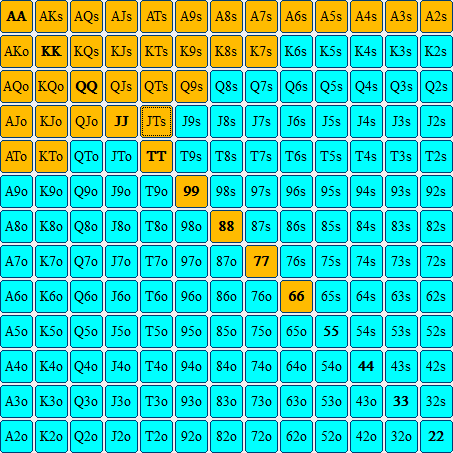 AA AKs AQs AJs ATs A9s A8s A7s A6s A5s A4s A3s A2s
AKo KK KQs KJs KTs K9s K8s K7s K6s K5s K4s K3s K2s
AQo KQo QQ QJs QTs Q9s Q8s Q7s Q6s Q5s Q4s Q3s Q2s
AJo KJo QJo JJ JTs J9s J8s J7s J6s J5s J4s J3s J2s
ATo KTo QTo JTo TT T9s T8s T7s T6s T5s T4s T3s T2s
A9o K9o Q9o J9o T9o 99 98s 97s 96s 95s 94s 93s 92s
A8o K8o Q8o J8o T8o 98o 88 87s 86s 85s 84s 83s 82s
A7o K7o Q7o J7o T7o 97o 87o 77 76s 75s 74s 73s 72s
A6o K6o Q6o J6o T6o 96o 86o 76o 66 65s 64s 63s 62s
A5o K5o Q5o J5o T5o 95o 85o 75o 65o 55 54s 53s 52s
A4o K4o Q4o J4o T4o 94o 84o 74o 64o 54o 44 43s 42s
A3o K3o Q3o J3o T3o 93o 83o 73o 63o 53o 43o 33 32s
A2o K2o Q2o J2o T2o 92o 82o 72o 62o 52o 42o 32o 22